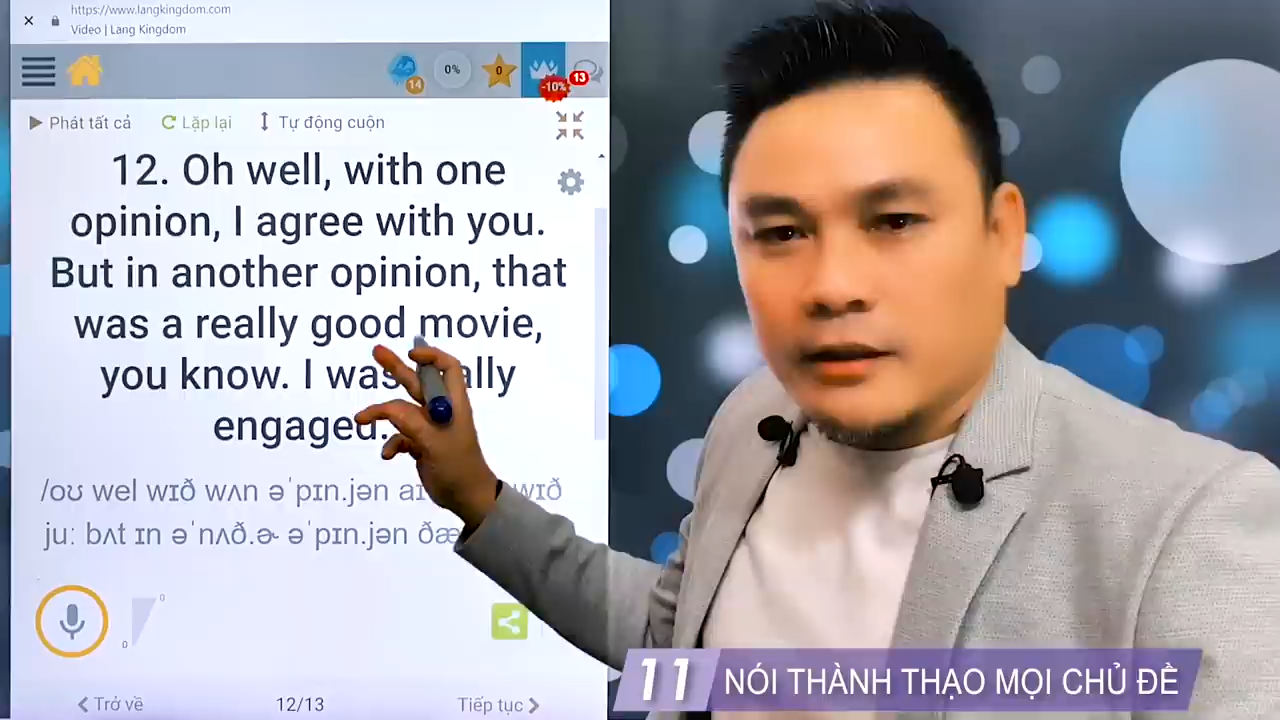 https://www.langkingdom.com
Video | Lang Kingdom
14
0%
0
-10%
13
Phát tất cả
Lặp lại
Tự động cuộn
12. Oh well, with one
opinion, I agree with you.
But in another opinion, that
was a really good movie,
you know. I was
engaged.
/oʊ wel wɪð wʌn əˈpɪn.jən wɪð
juː bʌt ɪn əˈnʌð.ɚ əˈpɪn.jən
0
0
Trở về
12/13
Tiếp tục
11 NÓI THÀNH THẠO MỌI CHỦ ĐỀ